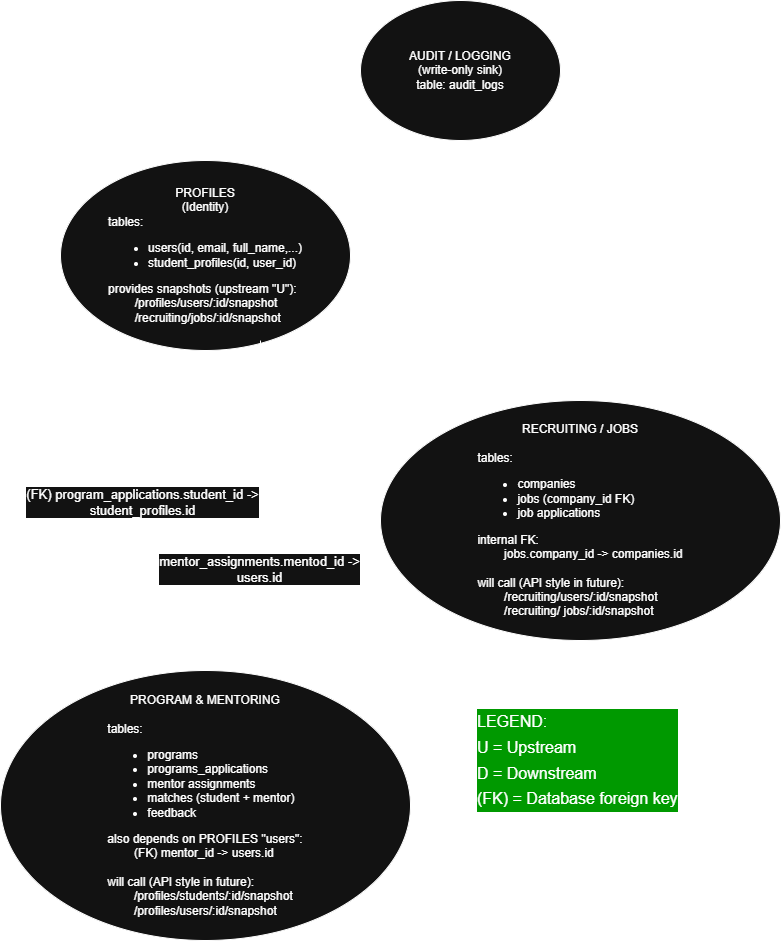 AUDIT / LOGGING
(write-only sink)
table: audit_logs
PROFILES
(Identity)
tables:
users(id, email, full_name,...)
student_profiles(id, user_id)
provides snapshots (upstream "U"):
/profiles/users/:id/snapshot
/recruiting/jobs/:id/snapshot
RECRUITING / JOBS
tables:
companies
jobs (company_id FK)
job applications
internal FK:
jobs.company_id -> companies.id
will call (API style in future):
/recruiting/users/:id/snapshot
/recruiting/ jobs/:id/snapshot
(FK) program_applications.student_id ->
student_profiles.id
mentor_assignments.mentod_id ->
users.id
PROGRAM & MENTORING
tables:
programs
programs_applications
mentor assignments
matches (student + mentor)
feedback
also depends on PROFILES "users":
(FK) mentor_id -> users.id
will call (API style in future):
/profiles/students/:id/snapshot
/profiles/users/:id/snapshot
LEGEND:
U = Upstream
D = Downstream
(FK) = Database foreign key